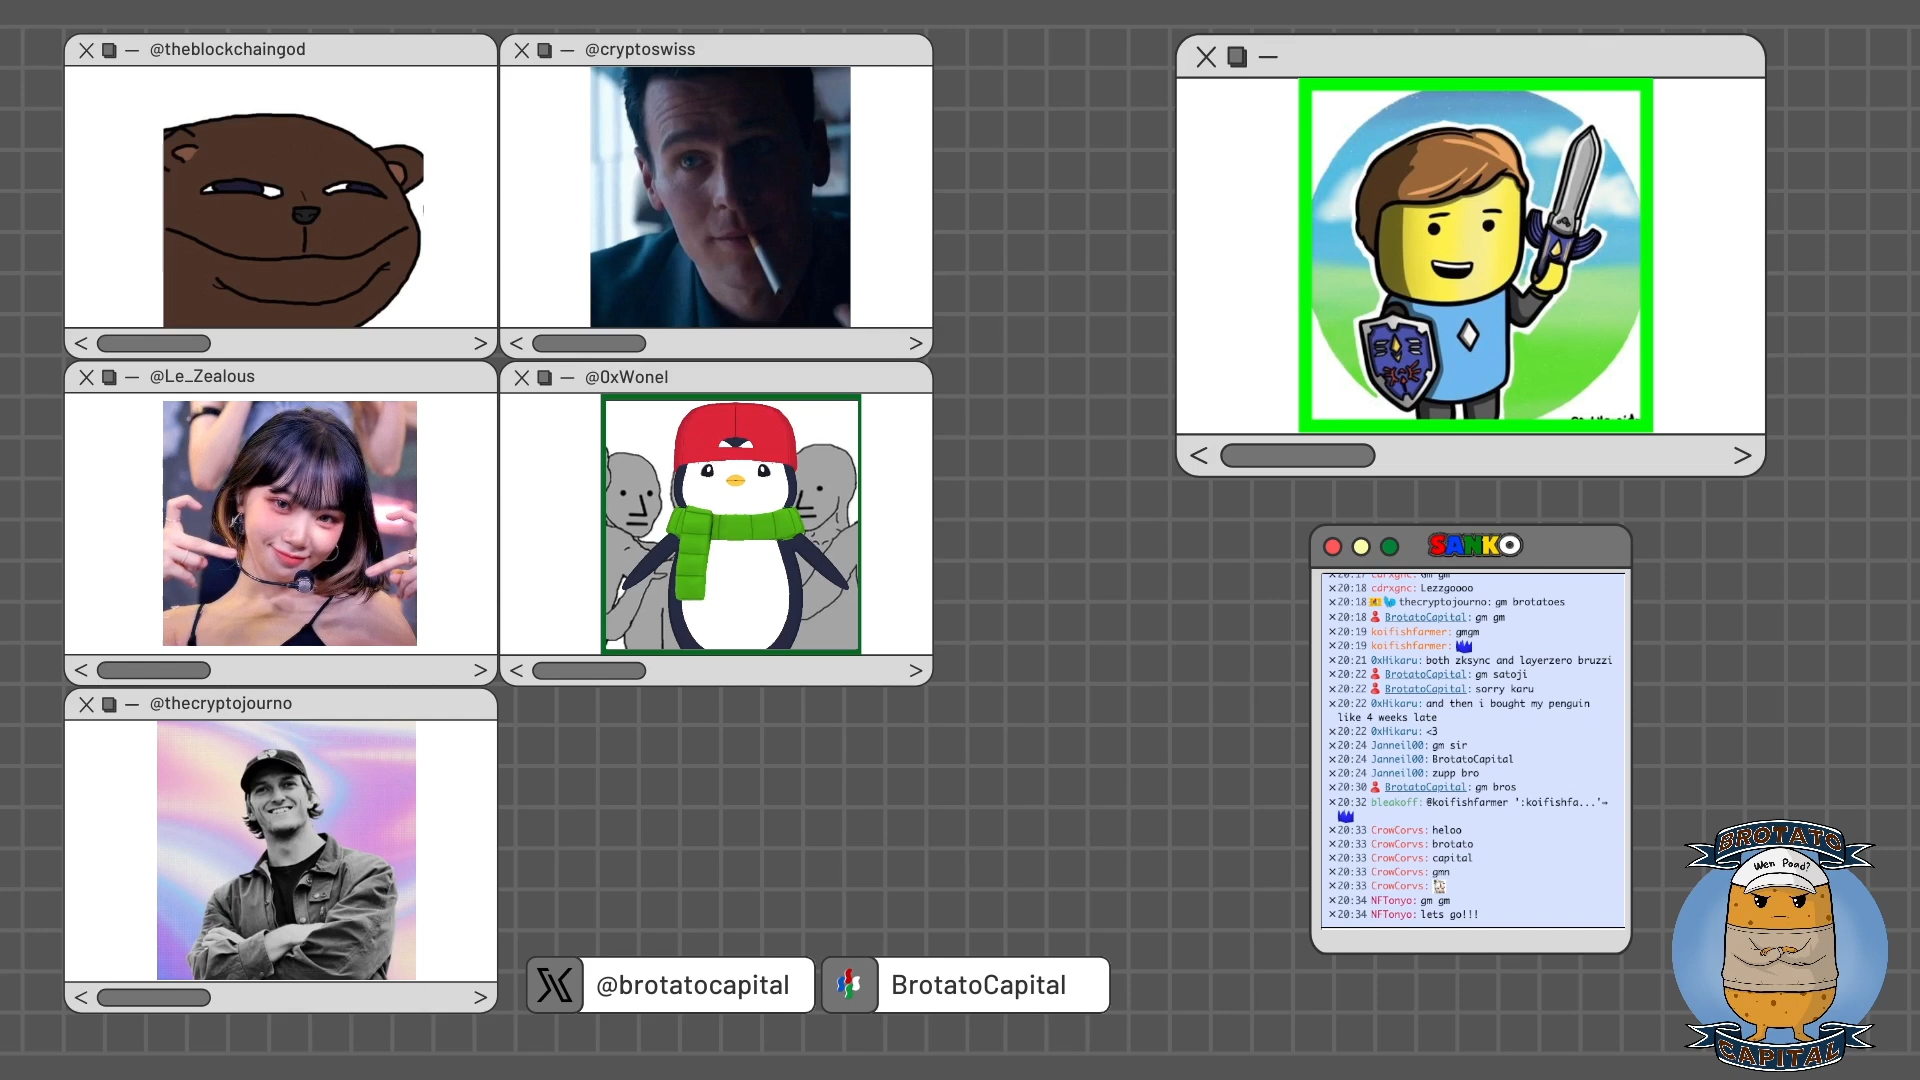 @theblockchaingod
@cryptoswiss
@Le_Zealous
@0xWonel
@thecryptojourno
SANKO
20:17 cdrxgnc: Gm gm
20:18 cdrxgnc: Lezzgoooo
20:18 thecryptojourno: gm brotatoes
20:18 BrotatoCapital: gm gm
20:19 koifishfarmer: gmgm
20:19 koifishfarmer:
20:21 0xHikaru: both zksync and layerzero bruzzi
20:22 BrotatoCapital: gm satoji
20:22 BrotatoCapital: sorry karu
20:22 0xHikaru: and then i bought my penguin
like 4 weeks late
20:22 0xHikaru: <3
20:24 Janneil00: gm sir
20:24 Janneil00: BrotatoCapital
20:24 Janneil00: zupp bro
20:30 BrotatoCapital: gm bros
20:32 bleakoff: @koifishfarmer ':koifishfa...'→
20:33 CrowCorvs: heloo
20:33 CrowCorvs: brotato
20:33 CrowCorvs: capital
20:33 CrowCorvs: gmn
20:33 CrowCorvs:
20:34 NFTonyo: gm gm
20:34 NFTonyo: lets go!!!
@brotatocapital
BrotatoCapital
BROTATO
Wen Poad?
CAPITAL